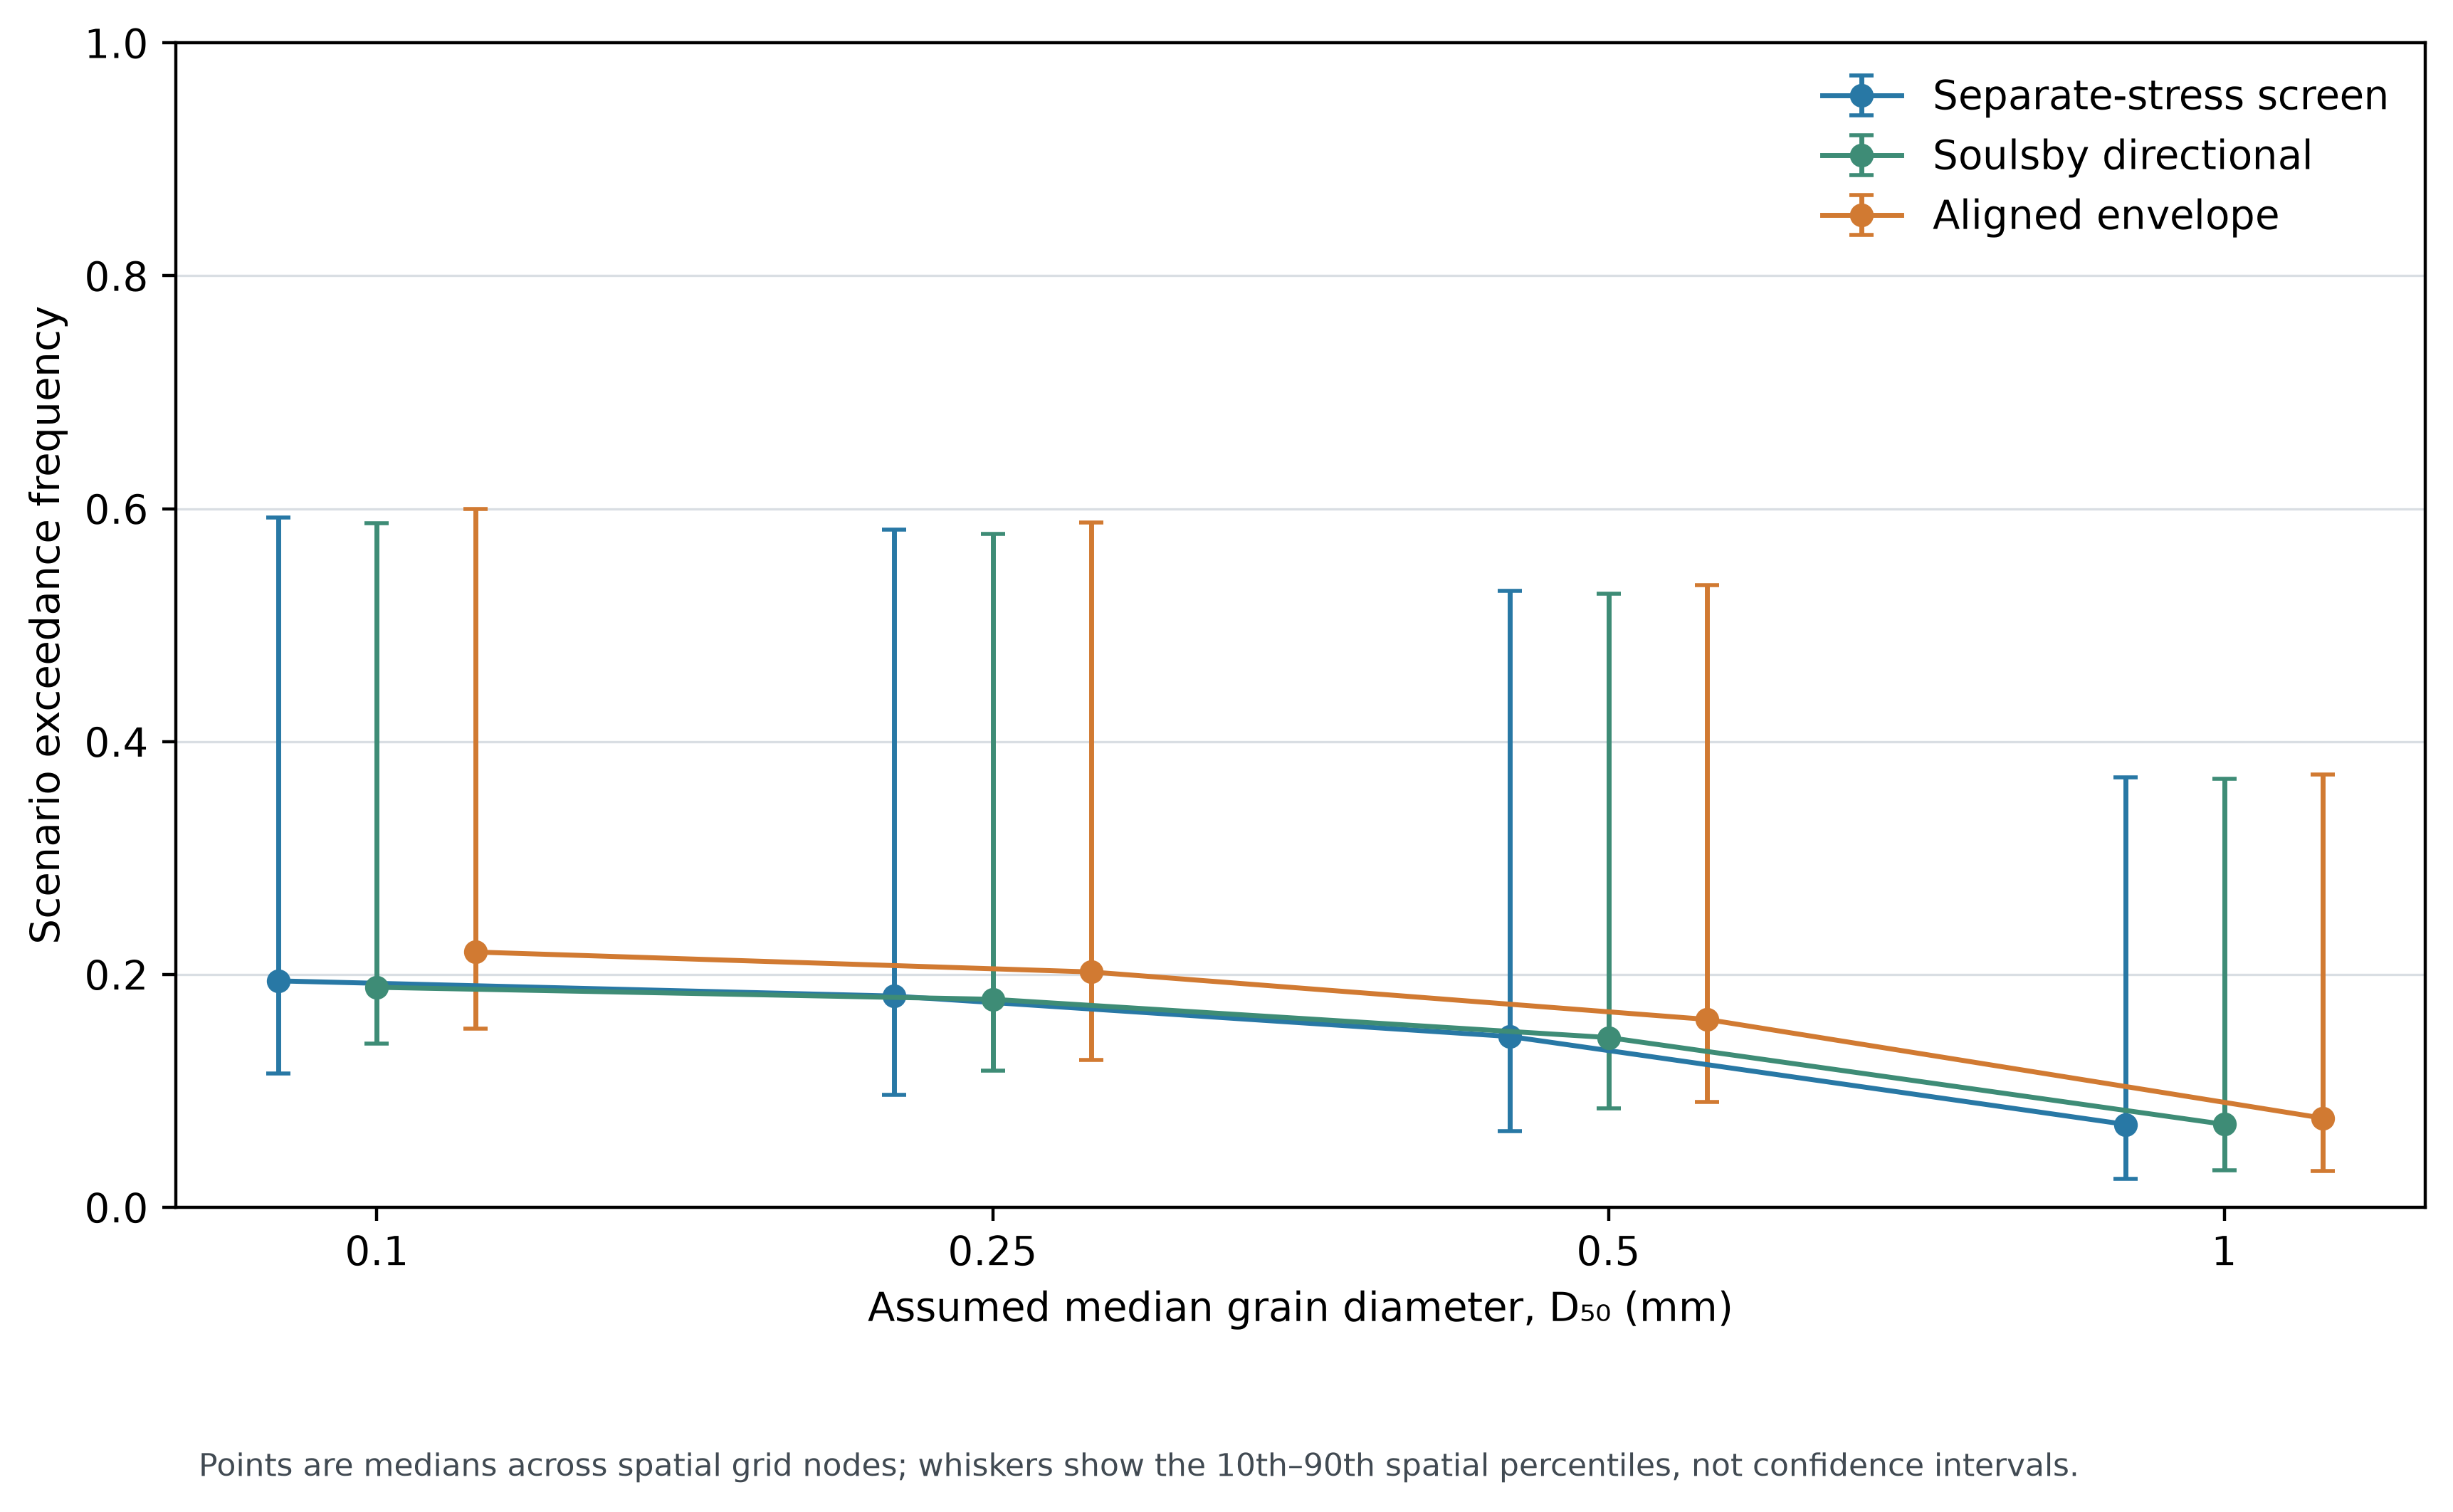 1.0
0.8
0.6
0.4
0.2
0.0
Scenario exceedance frequency
Separate-stress screen
Soulsby directional
Aligned envelope
0.1 0.25 0.5 1
Assumed median grain diameter, D₅₀ (mm)
Points are medians across spatial grid nodes; whiskers show the 10th–90th spatial percentiles, not confidence intervals.